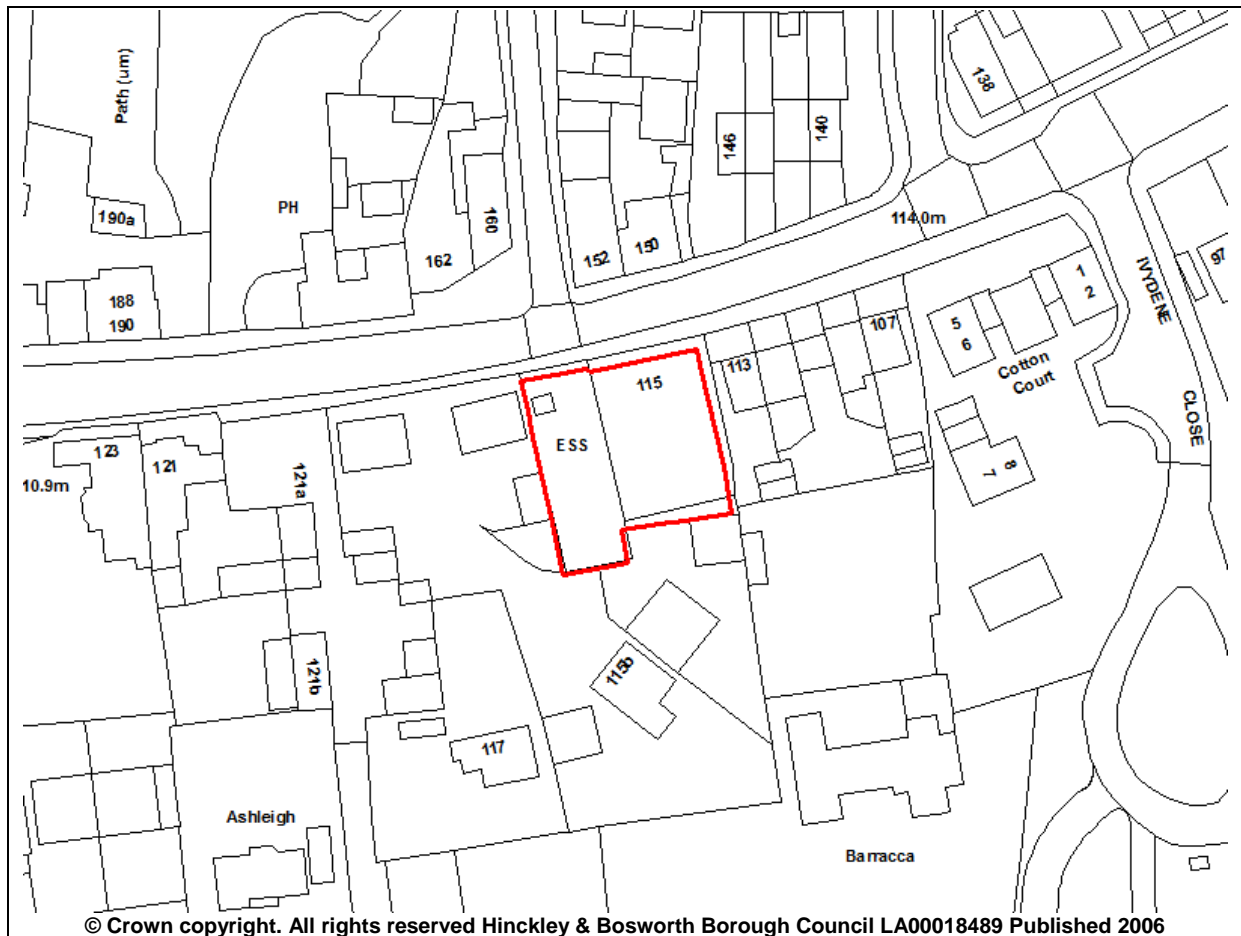 138
Path (um)
146
140
190a
PH
160
114.0m
162
152
150
97
IVYDENE
CLOSE
1
2
188
190
107
5
6
Cotton
Court
113
115
ESS
123
121
121a
10.9m
7
8
115b
121b
117
Ashleigh
Barracca
© Crown copyright. All rights reserved Hinckley & Bosworth Borough Council LA00018489 Published 2006